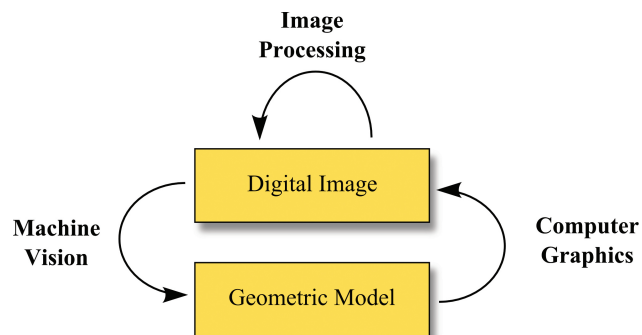 Image
Processing
Digital Image
Machine
Vision
Computer
Graphics
Geometric Model